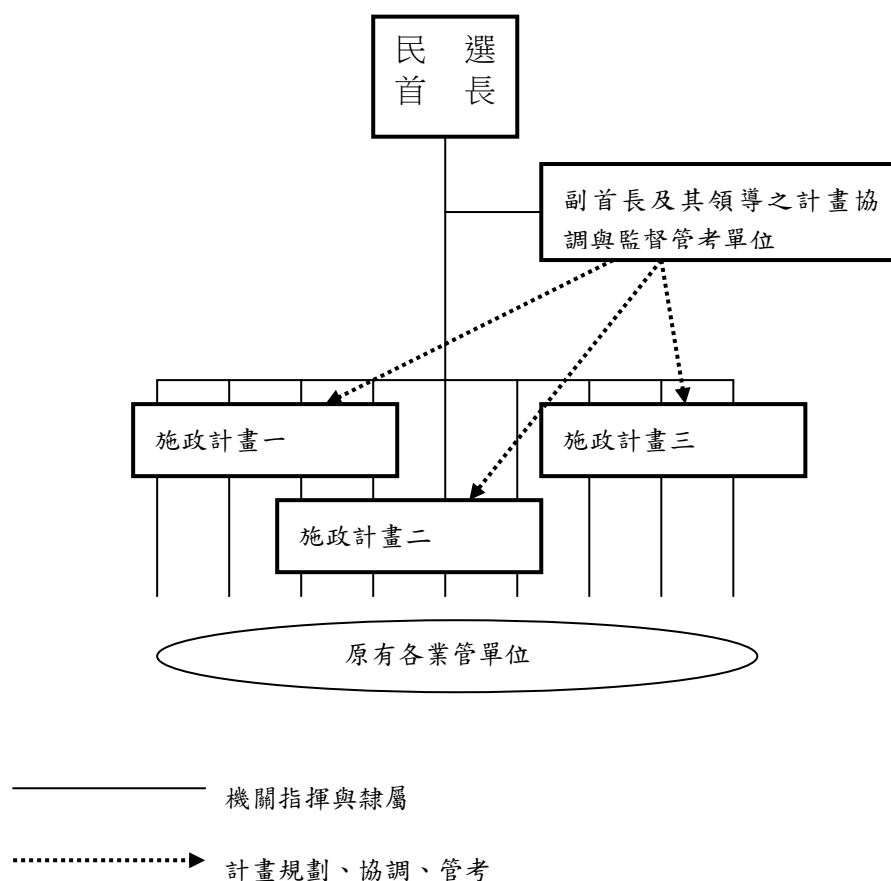 民 選
首 長
副首長及其領導之計畫協
調與監督管考單位
施政計畫一
施政計畫三
施政計畫二
原有各業管單位
機關指揮與隸屬
計畫規劃、協調、管考